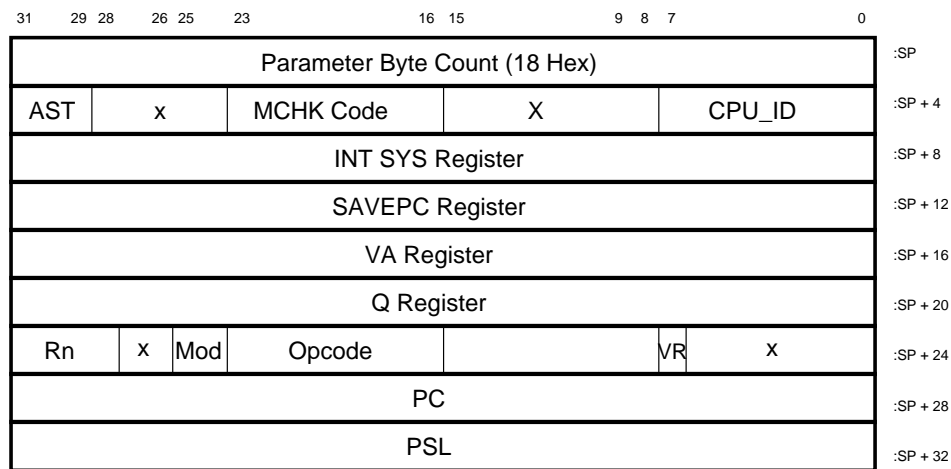 31 29 28 26 25 23 16 15 9 8 7 0
Parameter Byte Count (18 Hex) :SP
AST x MCHK Code X CPU_ID :SP + 4
INT SYS Register :SP + 8
SAVEPC Register :SP + 12
VA Register :SP + 16
Q Register :SP + 20
Rn x Mod Opcode VR x :SP + 24
PC :SP + 28
PSL :SP + 32